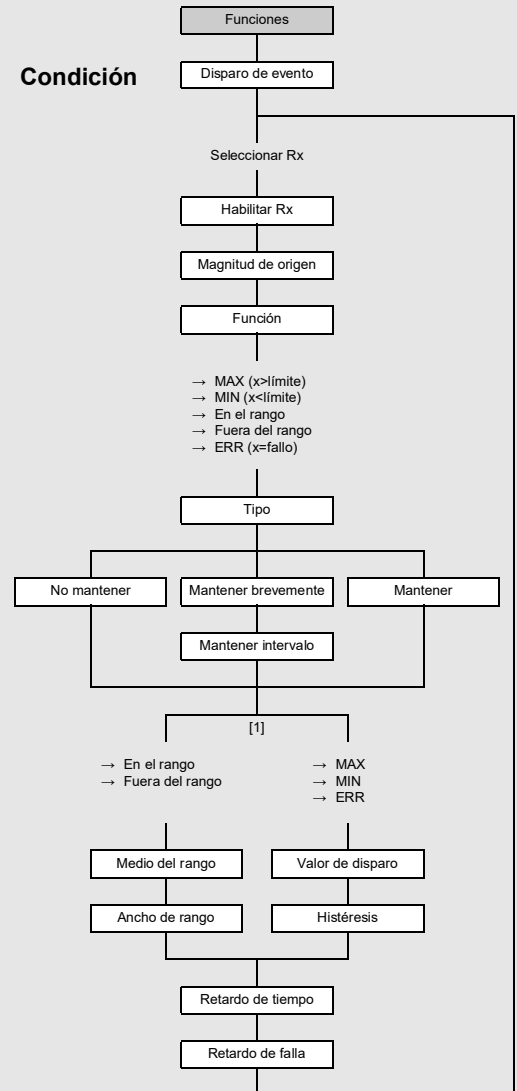 Funciones
Condición
Disparo de evento
Seleccionar Rx
Habilitar Rx
Magnitud de origen
Función
→ MAX (x>límite)
→ MIN (x<límite)
→ En el rango
→ Fuera del rango
→ ERR (x=fallo)
Tipo
No mantener
Mantener brevemente
Mantener
Mantener intervalo
[1]
→ En el rango
→ Fuera del rango
→ MAX
→ MIN
→ ERR
Medio del rango
Valor de disparo
Ancho de rango
Histéresis
Retardo de tiempo
Retardo de falla